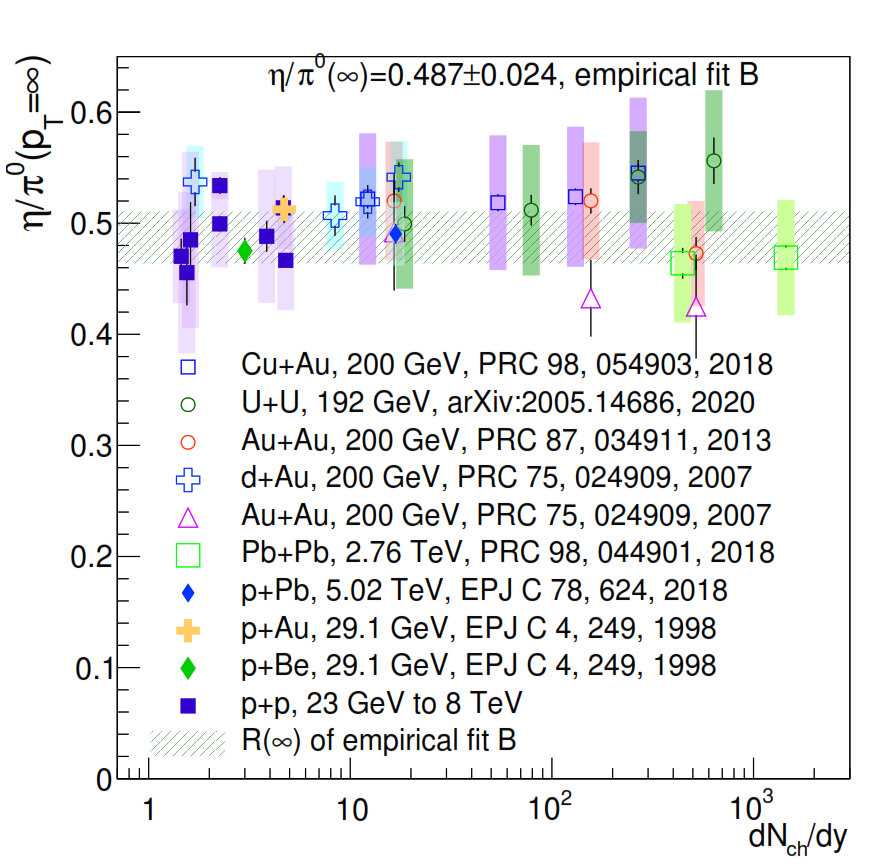 η/π⁰(∞)=0.487±0.024, empirical fit B
η/π⁰(p_T=∞)
0.6
0.5
0.4
0.3
0.2
0.1
0
Cu+Au, 200 GeV, PRC 98, 054903, 2018
U+U, 192 GeV, arXiv:2005.14686, 2020
Au+Au, 200 GeV, PRC 87, 034911, 2013
d+Au, 200 GeV, PRC 75, 024909, 2007
Au+Au, 200 GeV, PRC 75, 024909, 2007
Pb+Pb, 2.76 TeV, PRC 98, 044901, 2018
p+Pb, 5.02 TeV, EPJ C 78, 624, 2018
p+Au, 29.1 GeV, EPJ C 4, 249, 1998
p+Be, 29.1 GeV, EPJ C 4, 249, 1998
p+p, 23 GeV to 8 TeV
R(∞) of empirical fit B
1 10 10² 10³
dN_ch/dy